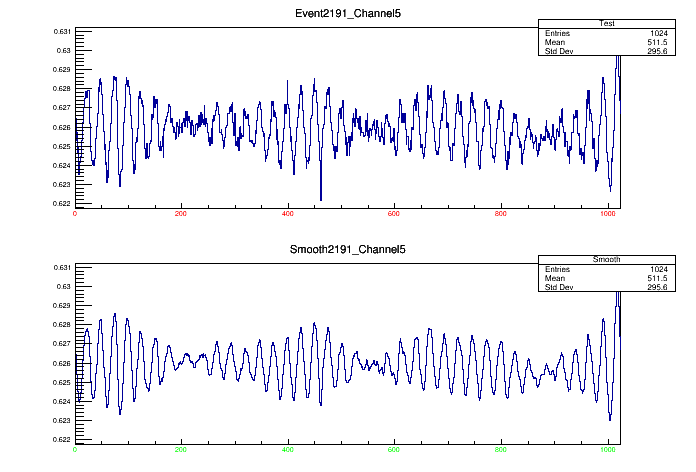 Event2191_Channel5
Test
Entries 1024
Mean 511.5
Std Dev 295.6
0.631
0.63
0.629
0.628
0.627
0.626
0.625
0.624
0.623
0.622
0 200 400 600 800 1000
Smooth2191_Channel5
Smooth
Entries 1024
Mean 511.5
Std Dev 295.6
0.631
0.63
0.629
0.628
0.627
0.626
0.625
0.624
0.623
0.622
0 200 400 600 800 1000